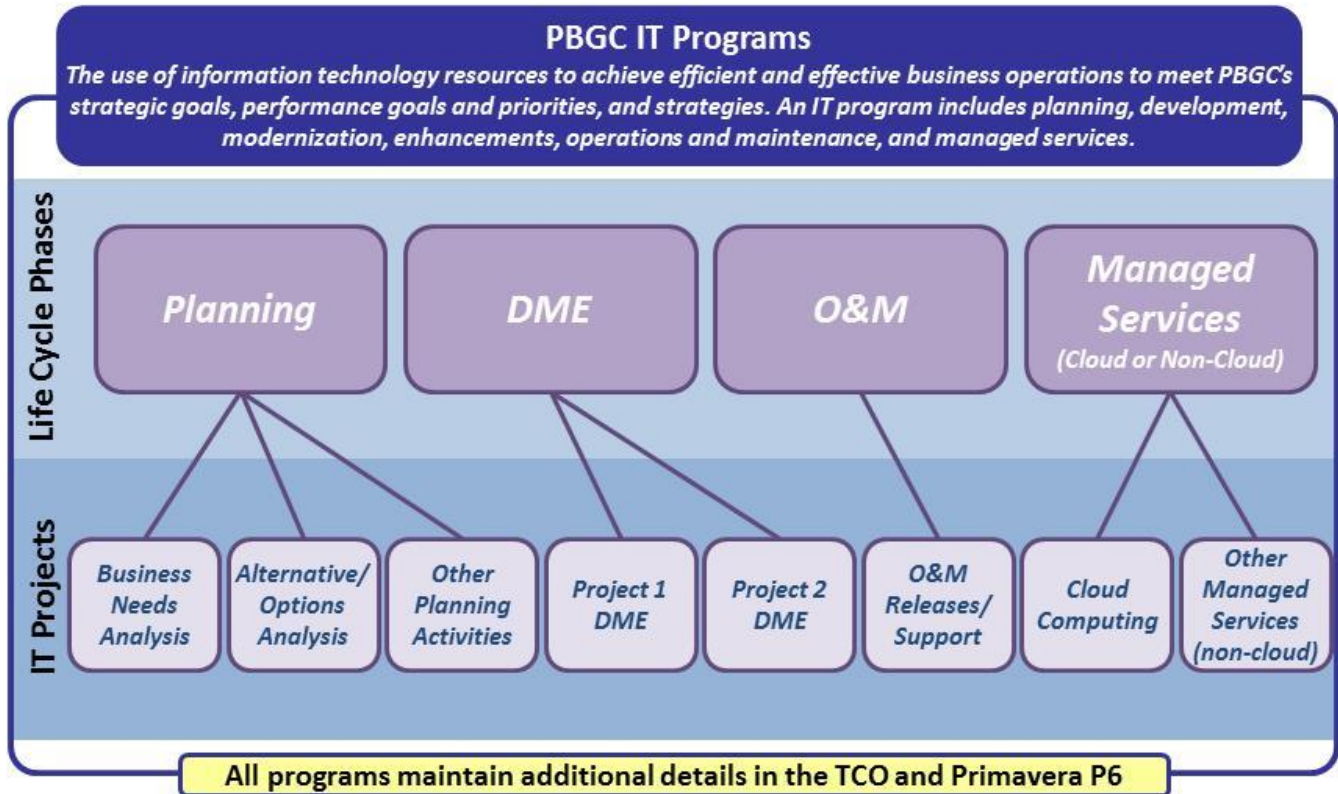 PBGC IT Programs
The use of information technology resources to achieve efficient and effective business operations to meet PBGC's
strategic goals, performance goals and priorities, and strategies. An IT program includes planning, development,
modernization, enhancements, operations and maintenance, and managed services.
Life Cycle Phases
Planning
DME
O&M
Managed
Services
(Cloud or Non-Cloud)
IT Projects
Business
Needs
Analysis
Alternative/
Options
Analysis
Other
Planning
Activities
Project 1
DME
Project 2
DME
O&M
Releases/
Support
Cloud
Computing
Other
Managed
Services
(non-cloud)
All programs maintain additional details in the TCO and Primavera P6